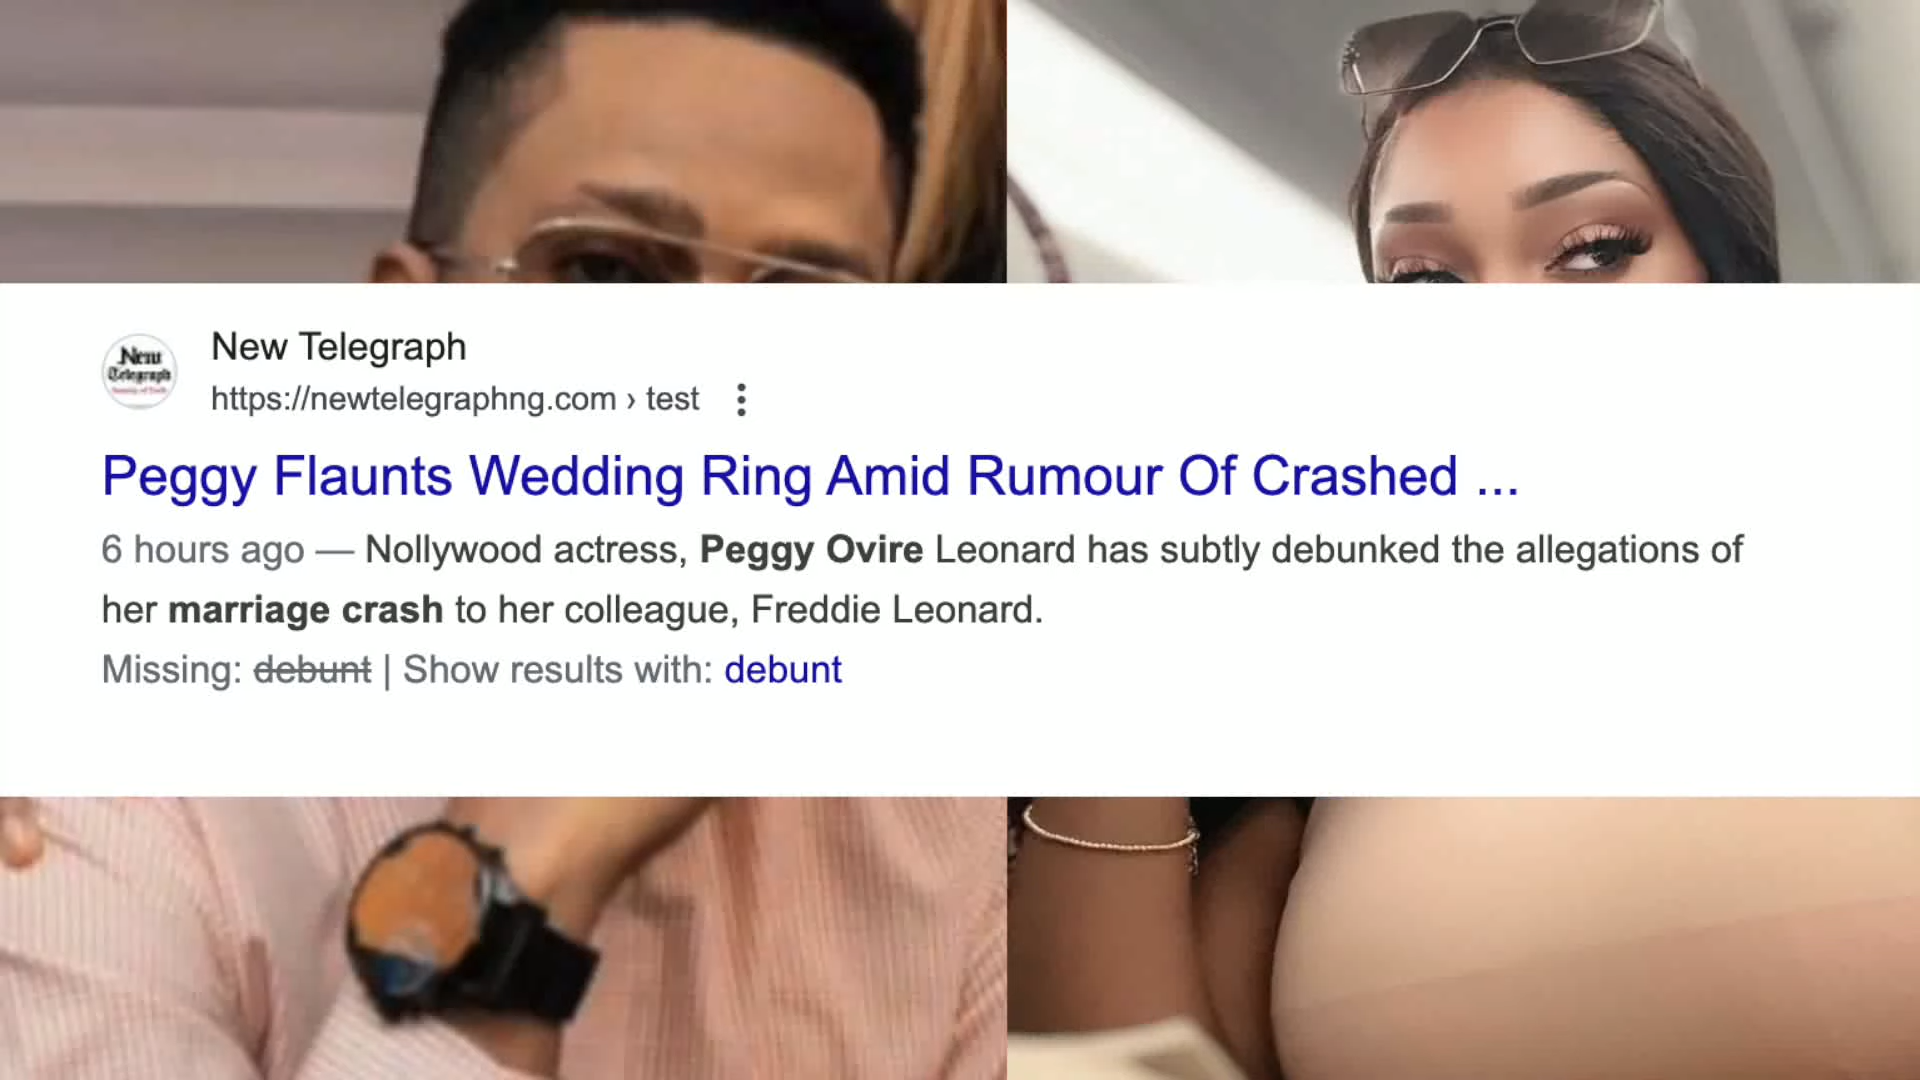 New Telegraph
New
Telegraph
https://newtelegraphng.com › test
Peggy Flaunts Wedding Ring Amid Rumour Of Crashed ...
6 hours ago — Nollywood actress, Peggy Ovire Leonard has subtly debunked the allegations of
her marriage crash to her colleague, Freddie Leonard.
Missing: debunt | Show results with: debunt